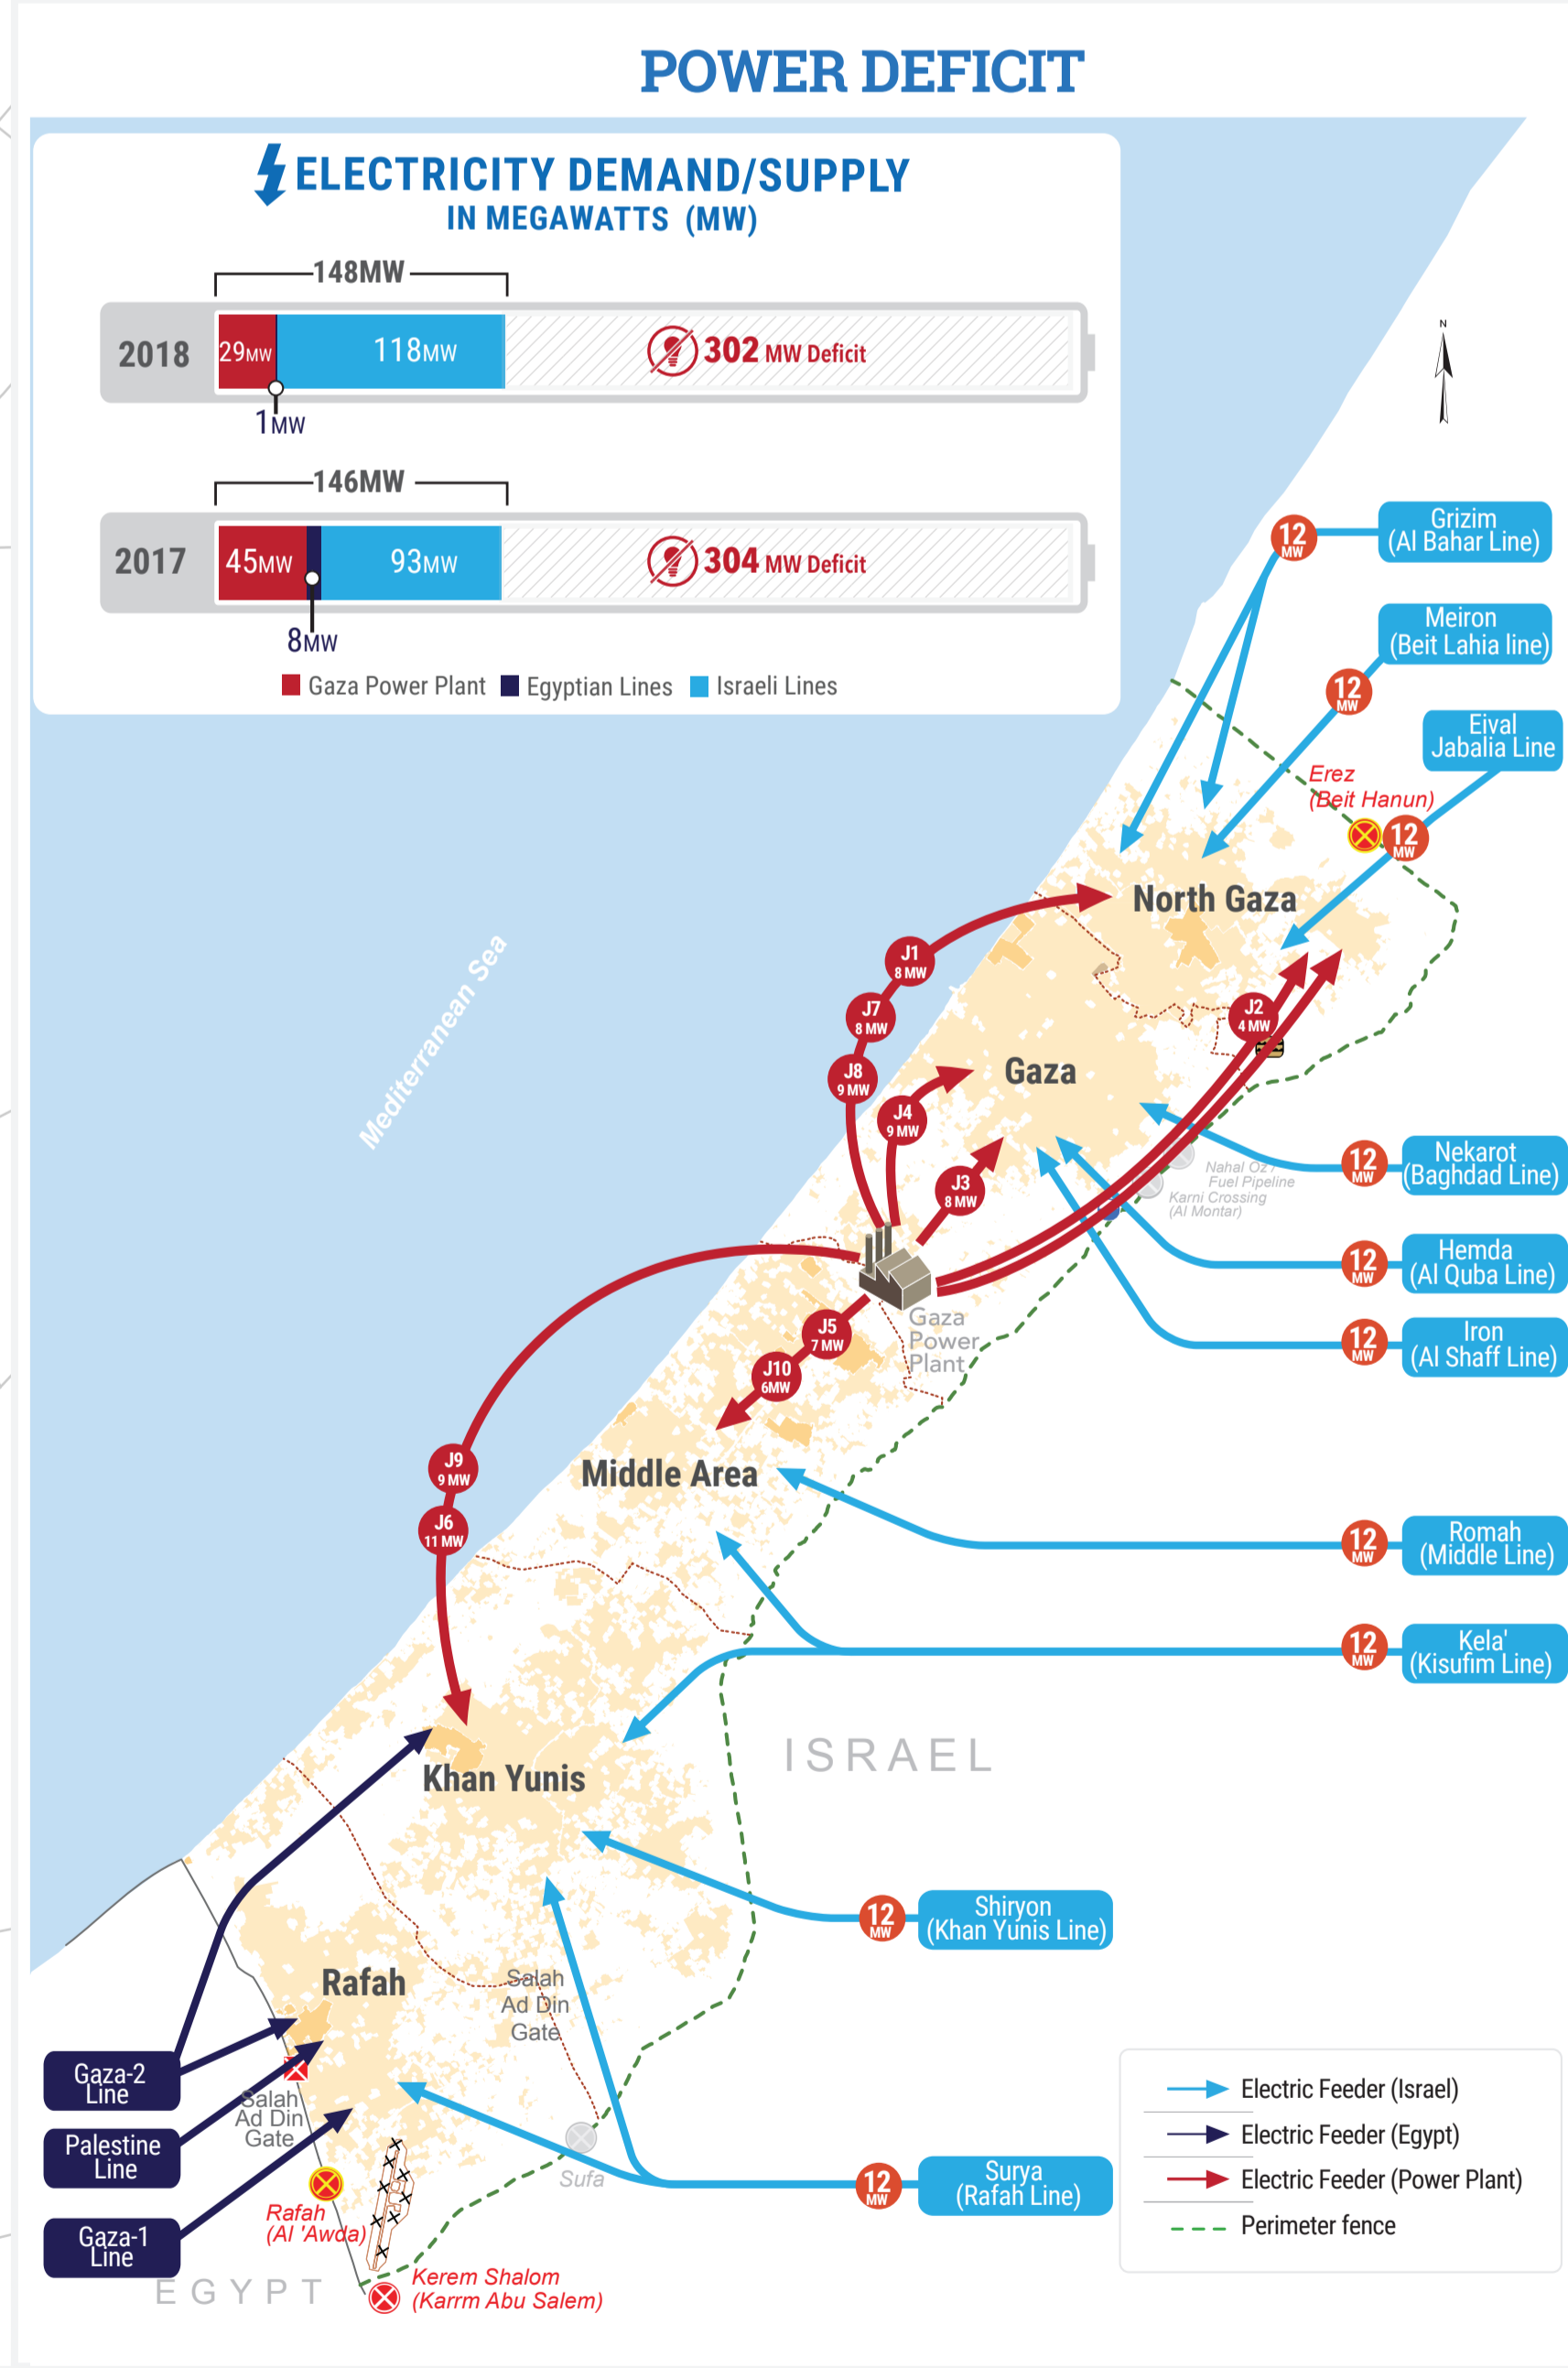 POWER DEFICIT
ELECTRICITY DEMAND/SUPPLY
IN MEGAWATTS (MW)
148MW
2018
29MW
118MW
302 MW Deficit
1MW
146MW
2017
45MW
93MW
304 MW Deficit
8MW
Gaza Power Plant
Egyptian Lines
Israeli Lines
N
Mediterranean Sea
12
MW
Grizim
(Al Bahar Line)
12
MW
Meiron
(Beit Lahia line)
Eival
Jabalia Line
12
MW
Erez
(Beit Hanun)
North Gaza
J1
8 MW
J7
8 MW
J8
9 MW
J2
4 MW
Gaza
J4
9 MW
J3
8 MW
Nahal Oz /
Fuel Pipeline
Karni Crossing
(Al Montar)
12
MW
Nekarot
(Baghdad Line)
12
MW
Hemda
(Al Quba Line)
12
MW
Iron
(Al Shaff Line)
Gaza
Power
Plant
J5
7 MW
J10
6MW
J9
9 MW
J6
11 MW
Middle Area
12
MW
Romah
(Middle Line)
12
MW
Kela'
(Kisufim Line)
ISRAEL
Khan Yunis
12
MW
Shiryon
(Khan Yunis Line)
Rafah
Salah
Ad Din
Gate
Gaza-2
Line
Salah
Ad Din
Gate
Palestine
Line
Gaza-1
Line
Sufa
12
MW
Surya
(Rafah Line)
Rafah
(Al 'Awda)
EGYPT
Kerem Shalom
(Karrm Abu Salem)
Electric Feeder (Israel)
Electric Feeder (Egypt)
Electric Feeder (Power Plant)
Perimeter fence